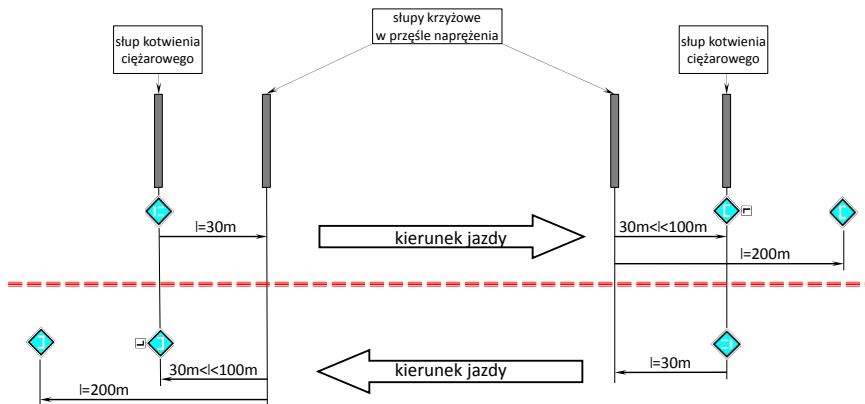 słupy krzyżowe
w przęśle naprężenia
słup kotwienia
ciężarowego
słup kotwienia
ciężarowego
L
l=30m
kierunek jazdy
30m<l<100m
l=200m
L
30m<l<100m
kierunek jazdy
l=30m
l=200m